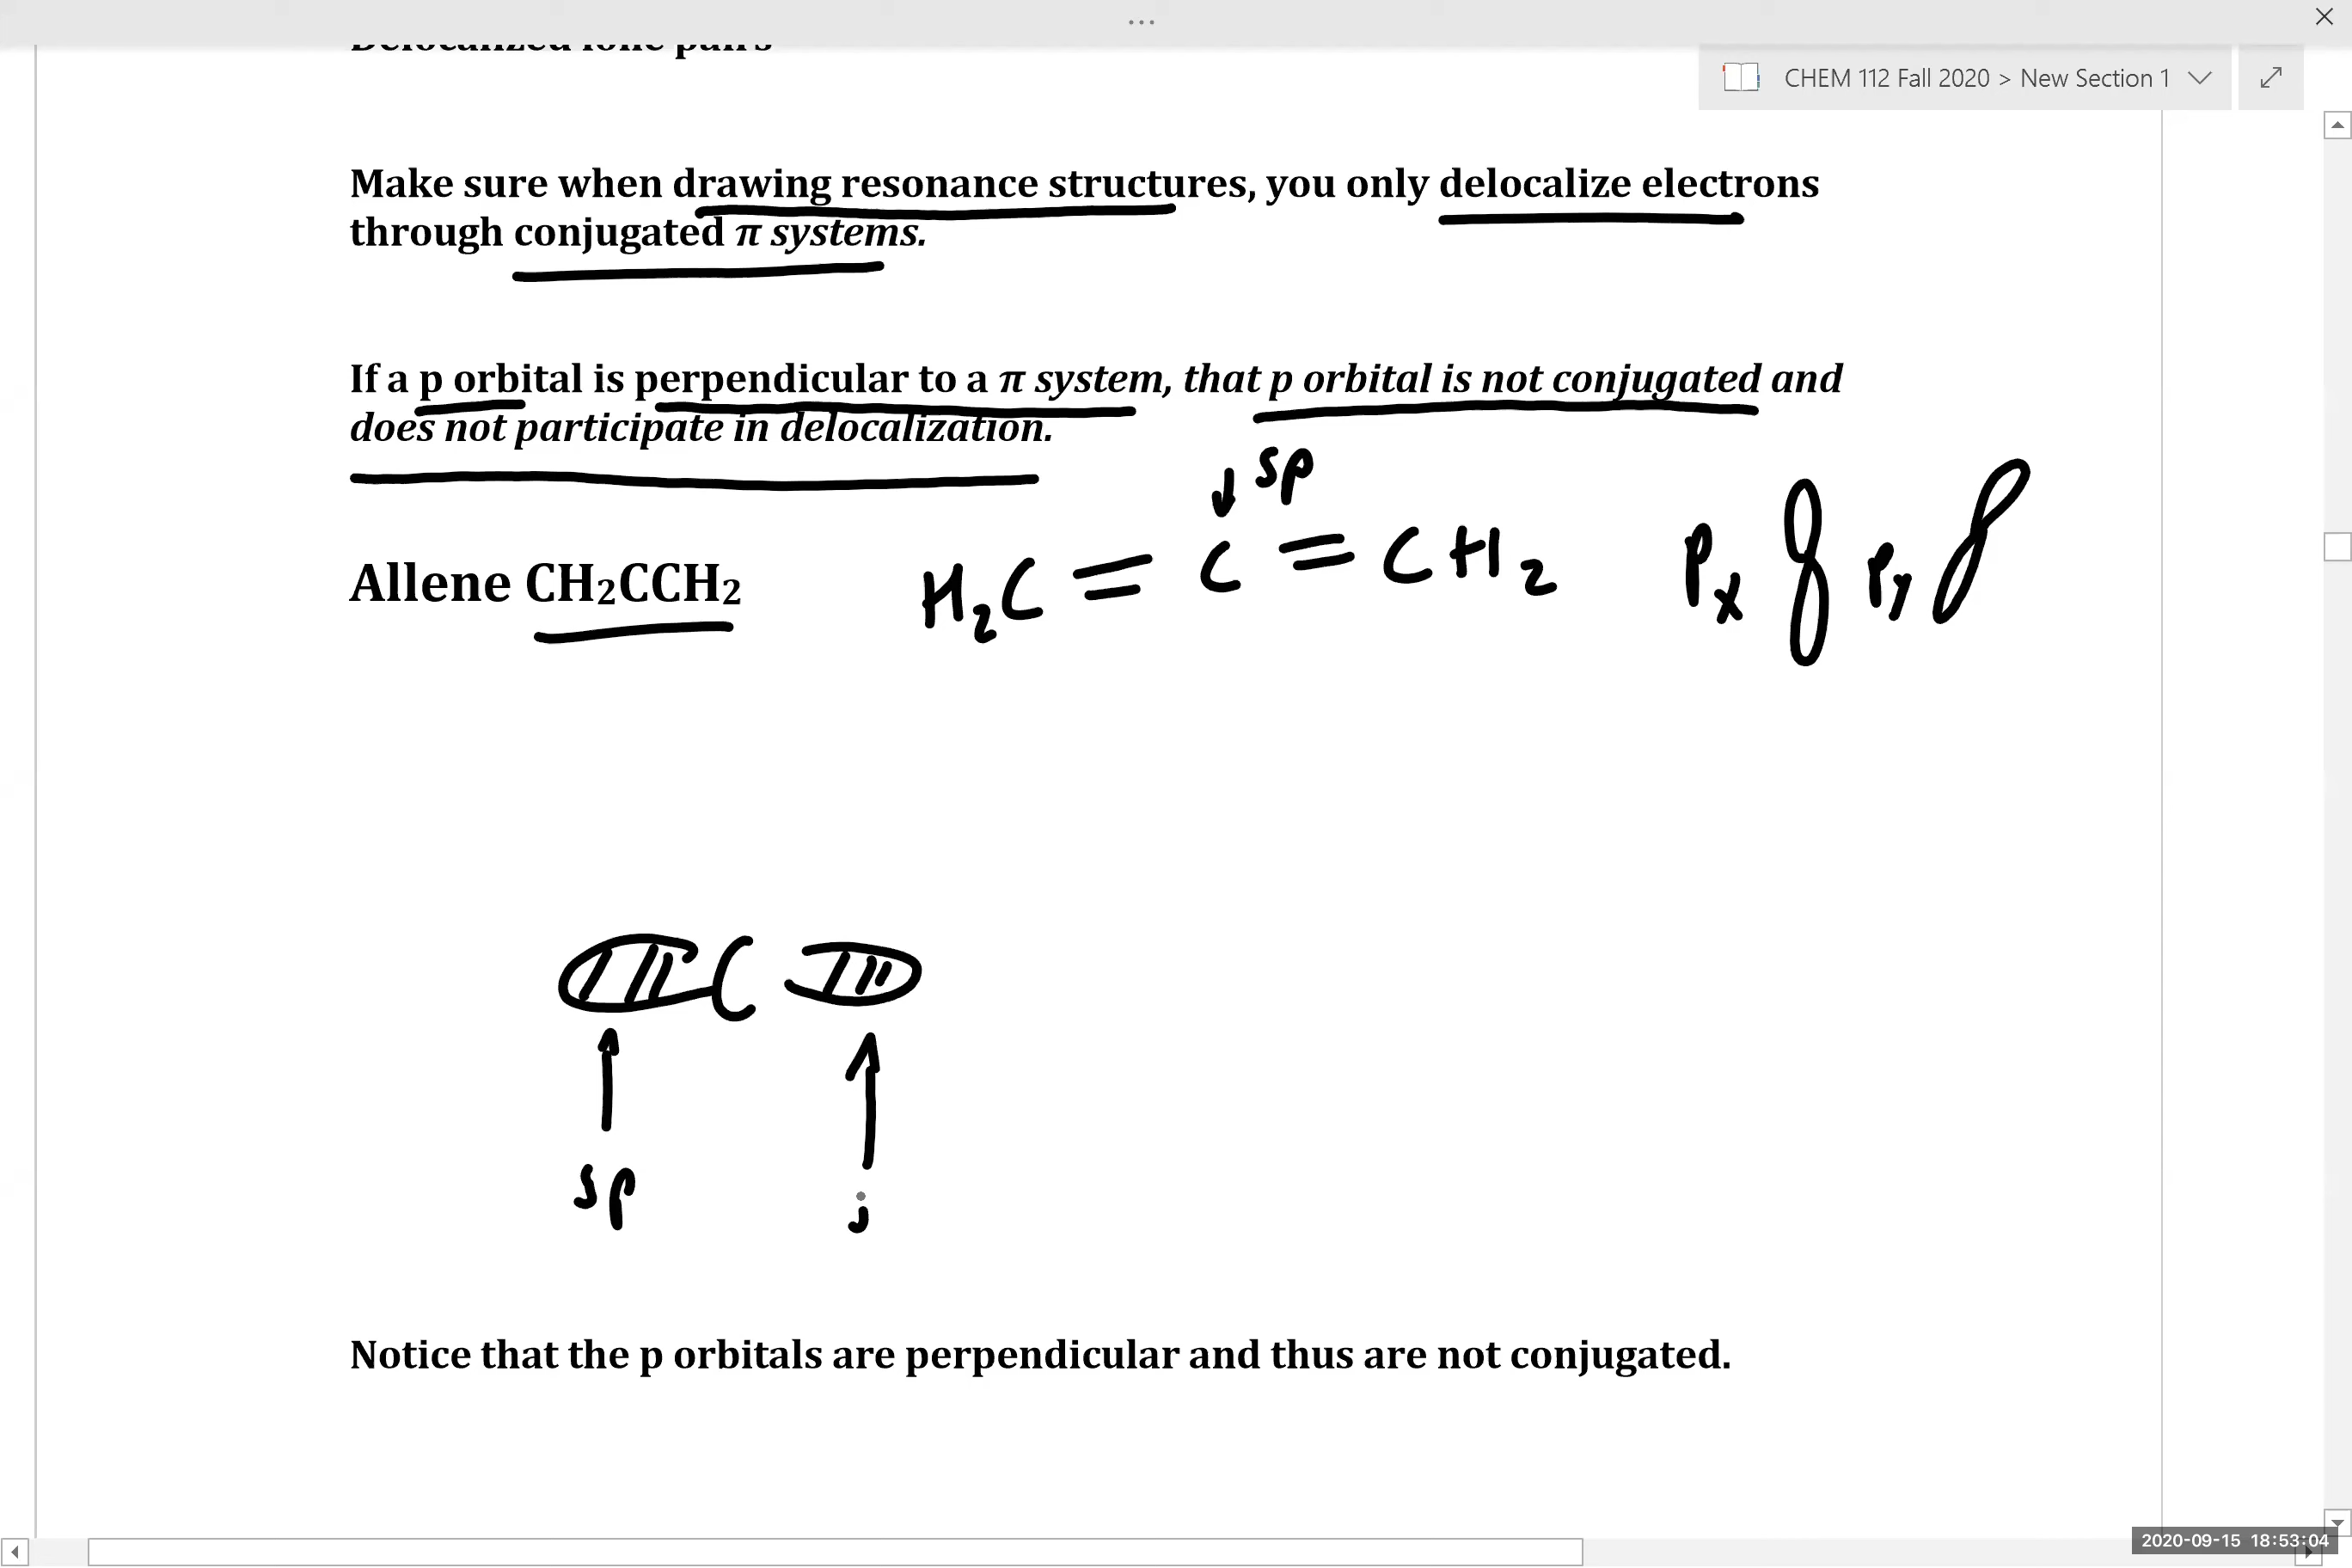 Delocalized lone pairs
CHEM 112 Fall 2020 > New Section 1
Make sure when drawing resonance structures, you only delocalize electrons
through conjugated π systems.
If a p orbital is perpendicular to a π system, that p orbital is not conjugated and
does not participate in delocalization.
sp
Allene CH₂CCH₂
H₂C = C = CH₂
Px Py
C
sp
Notice that the p orbitals are perpendicular and thus are not conjugated.
2020-09-15 18:53:04